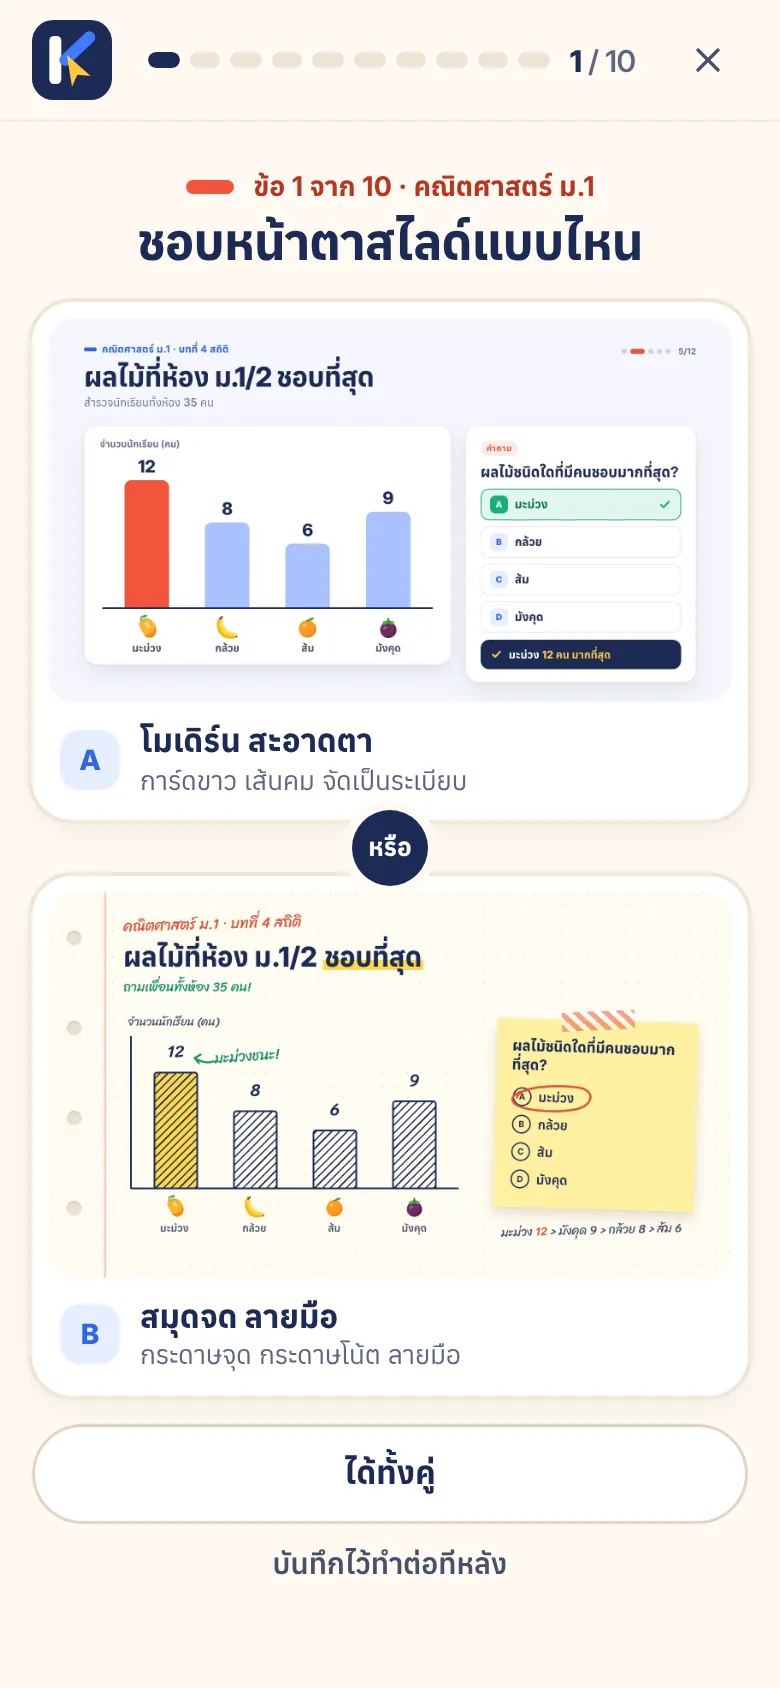 K
1 / 10
ข้อ 1 จาก 10 · คณิตศาสตร์ ม.1
ชอบหน้าตาสไลด์แบบไหน
คณิตศาสตร์ ม.1 · บทที่ 4 สถิติ
5/12
ผลไม้ที่ห้อง ม.1/2 ชอบที่สุด
สำรวจนักเรียนทั้งห้อง 35 คน
จำนวนนักเรียน (คน)
12
8
6
9
มะม่วง
กล้วย
ส้ม
มังคุด
คำถาม
ผลไม้ชนิดใดที่มีคนชอบมากที่สุด?
A มะม่วง
B กล้วย
C ส้ม
D มังคุด
มะม่วง 12 คน มากที่สุด
A
โมเดิร์น สะอาดตา
การ์ดขาว เส้นคม จัดเป็นระเบียบ
หรือ
คณิตศาสตร์ ม.1 · บทที่ 4 สถิติ
ผลไม้ที่ห้อง ม.1/2 ชอบที่สุด
ถามเพื่อนทั้งห้อง 35 คน!
จำนวนนักเรียน (คน)
12
มะม่วงชนะ!
8
6
9
มะม่วง
กล้วย
ส้ม
มังคุด
ผลไม้ชนิดใดที่มีคนชอบมาก
ที่สุด?
A มะม่วง
B กล้วย
C ส้ม
D มังคุด
มะม่วง 12 > มังคุด 9 > กล้วย 8 > ส้ม 6
B
สมุดจด ลายมือ
กระดาษจุด กระดาษโน้ต ลายมือ
ได้ทั้งคู่
บันทึกไว้ทำต่อทีหลัง